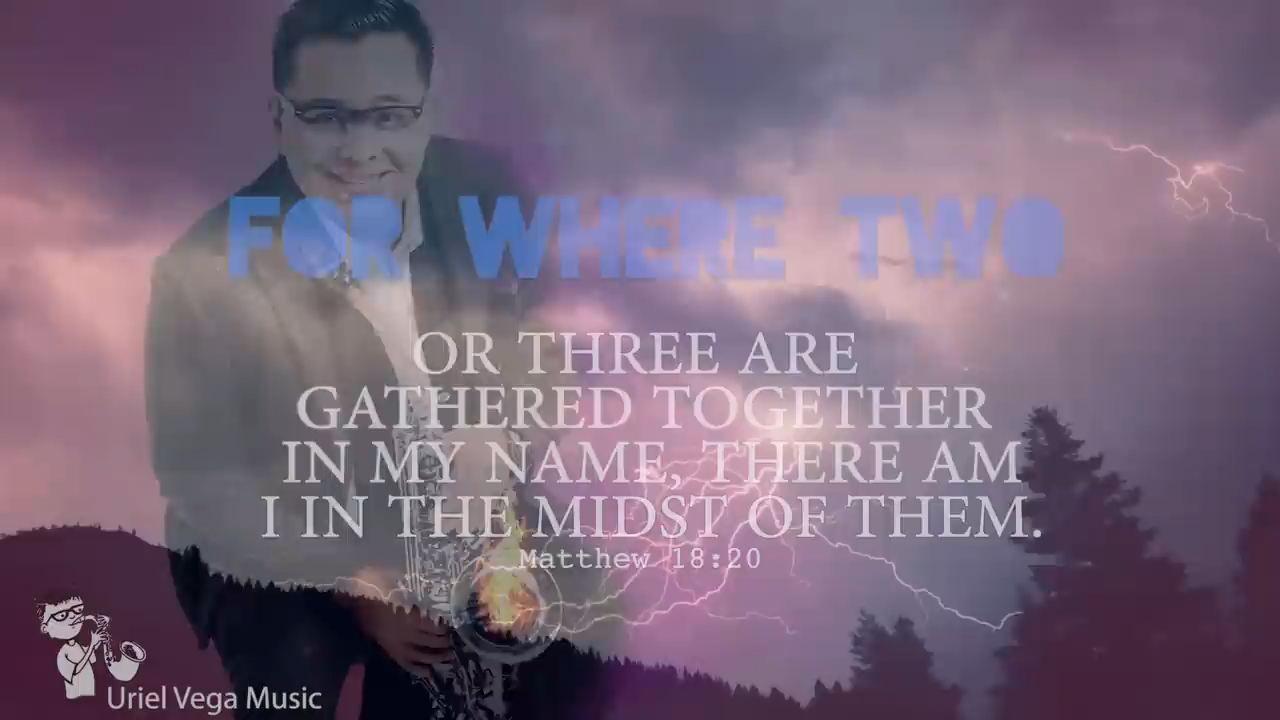 FOR WHERE TWO
OR THREE ARE
GATHERED TOGETHER
IN MY NAME, THERE AM
I IN THE MIDST OF THEM.
Matthew 18:20
Uriel Vega Music